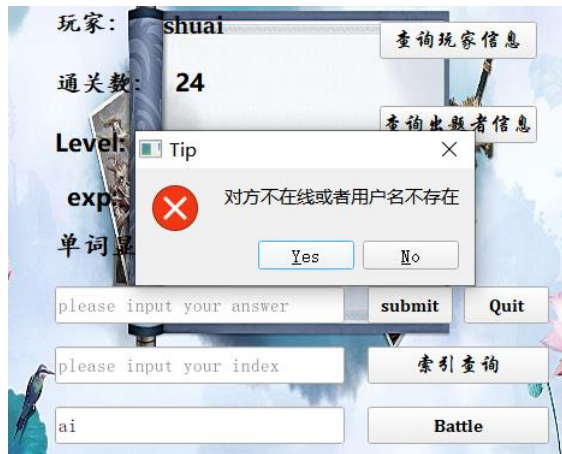 玩家: shuai
查询玩家信息
通关数: 24
查询出题者信息
Level:
Tip
exp:
对方不在线或者用户名不存在
单词显
Yes No
please input your answer submit Quit
please input your index 索引查询
ai Battle